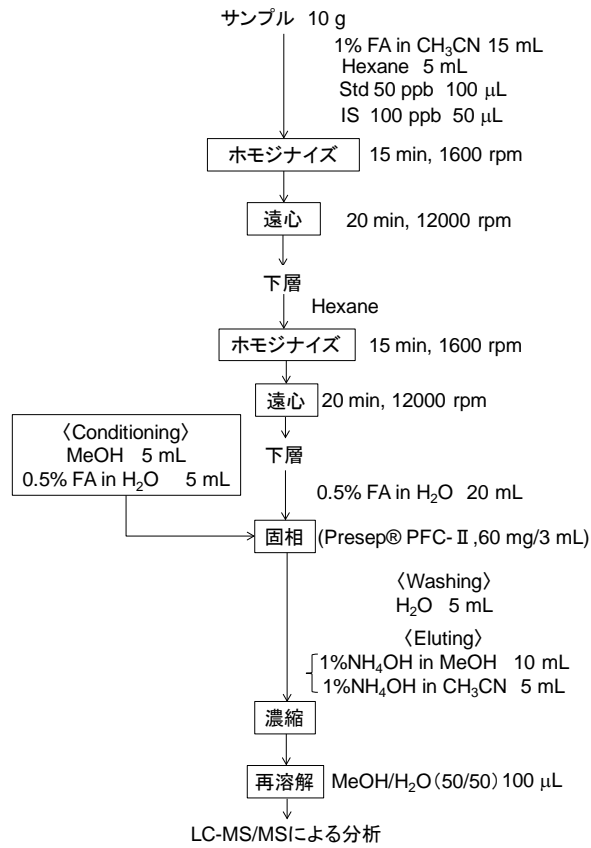 サンプル 10 g
1% FA in CH₃CN 15 mL
Hexane 5 mL
Std 50 ppb 100 μL
IS 100 ppb 50 μL
ホモジナイズ 15 min, 1600 rpm
遠心 20 min, 12000 rpm
下層
Hexane
ホモジナイズ 15 min, 1600 rpm
遠心 20 min, 12000 rpm
〈Conditioning〉
MeOH 5 mL
0.5% FA in H₂O 5 mL
下層
0.5% FA in H₂O 20 mL
固相 (Presep® PFC-Ⅱ,60 mg/3 mL)
〈Washing〉
H₂O 5 mL
〈Eluting〉
1%NH₄OH in MeOH 10 mL
1%NH₄OH in CH₃CN 5 mL
濃縮
再溶解 MeOH/H₂O(50/50) 100 μL
LC-MS/MSによる分析